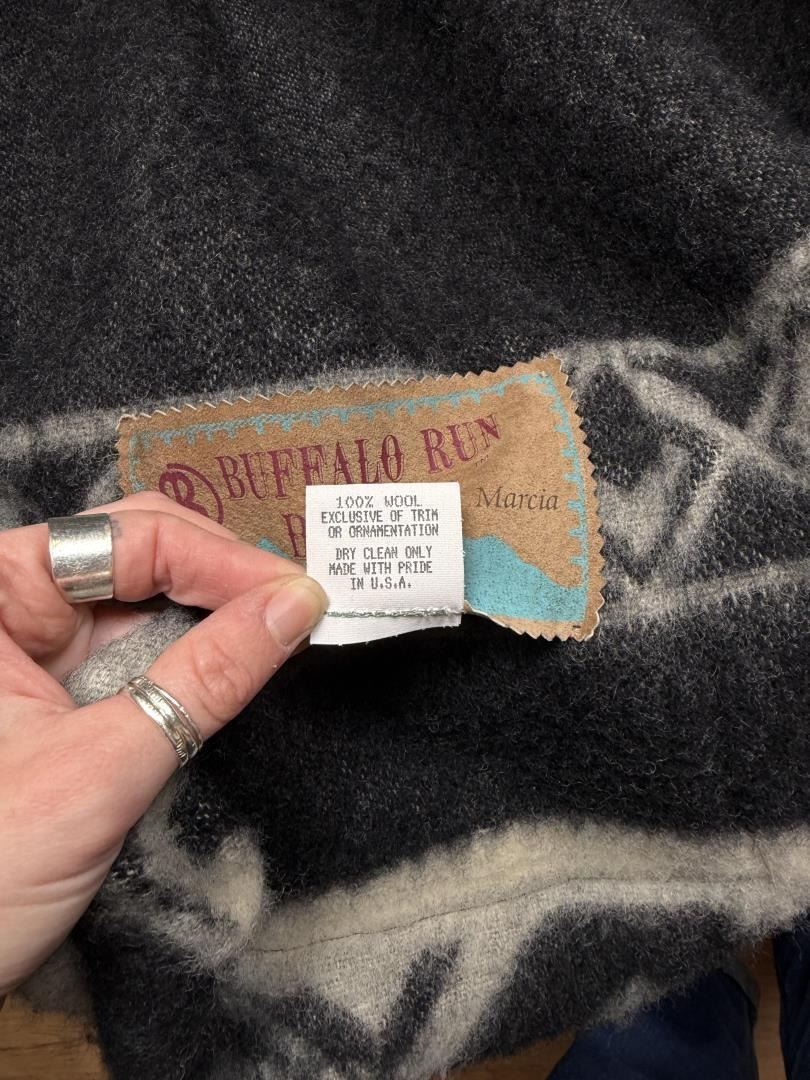 BUFFALO RUN
Marcia
100% WOOL
EXCLUSIVE OF TRIM
OR ORNAMENTATION
DRY CLEAN ONLY
MADE WITH PRIDE
IN U.S.A.